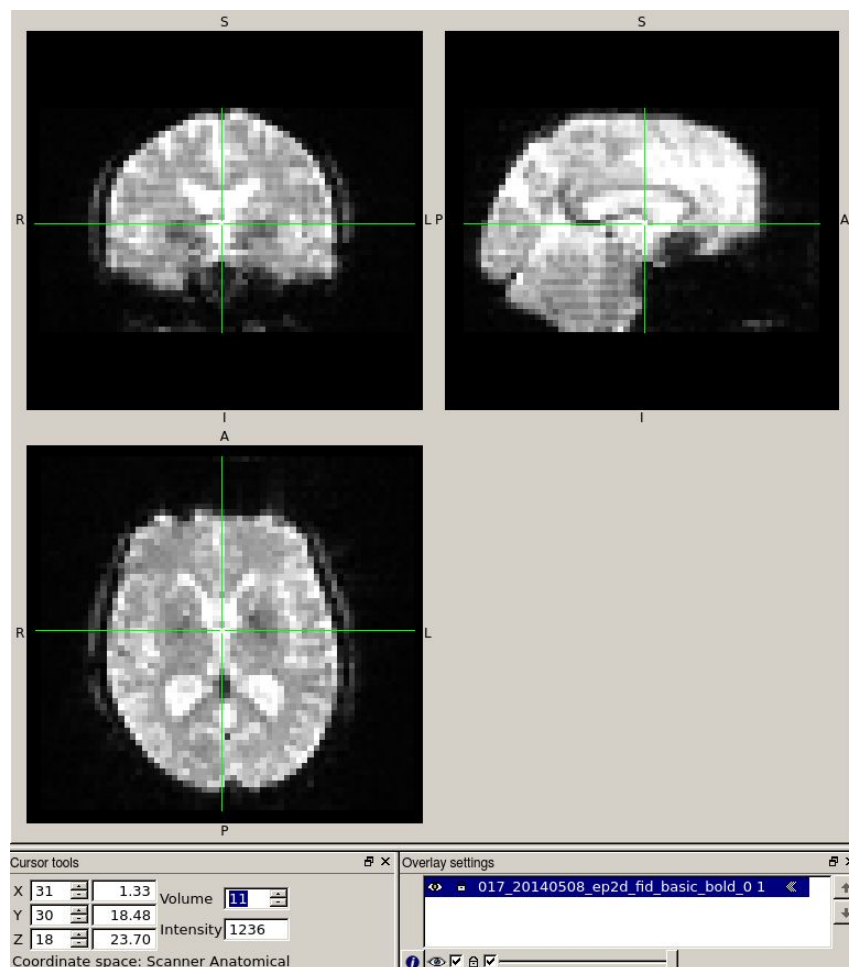 S S
R L P A
I I
A
R L
P
Cursor tools Overlay settings
X 31 1.33 Volume 11
Y 30 18.48 Intensity 1236
Z 18 23.70
017_20140508_ep2d_fid_basic_bold_0 1
Coordinate space: Scanner Anatomical